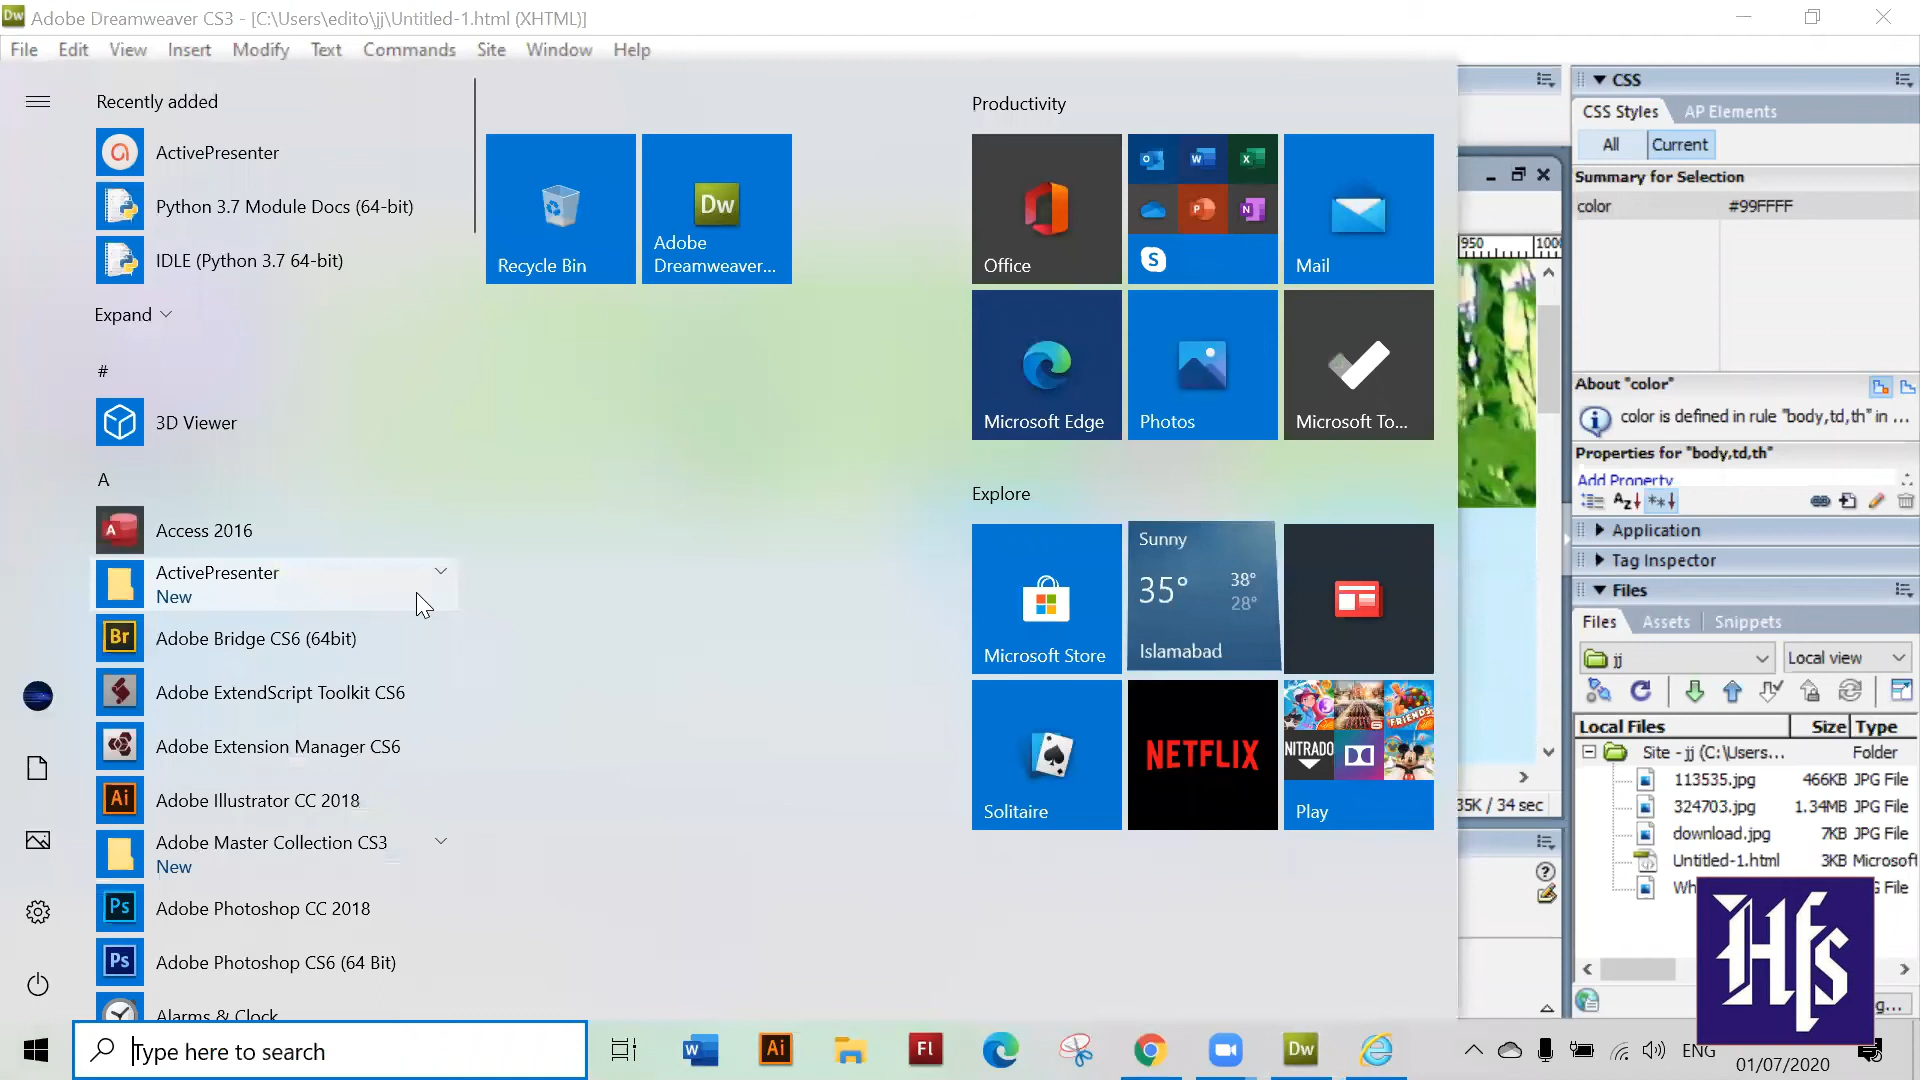 Adobe Dreamweaver CS3 - [C:\Users\edito\jj\Untitled-1.html (XHTML)]
File Edit View Insert Modify Text Commands Site Window Help
Recently added
ActivePresenter
Python 3.7 Module Docs (64-bit)
IDLE (Python 3.7 64-bit)
Expand
#
3D Viewer
A
Access 2016
ActivePresenter
New
Adobe Bridge CS6 (64bit)
Adobe ExtendScript Toolkit CS6
Adobe Extension Manager CS6
Adobe Illustrator CC 2018
Adobe Master Collection CS3
New
Adobe Photoshop CC 2018
Adobe Photoshop CS6 (64 Bit)
Alarms & Clock
Type here to search
Recycle Bin
Dw
Adobe
Dreamweaver...
Productivity
Office
Mail
Microsoft Edge
Photos
Microsoft To...
Explore
Microsoft Store
Sunny
35° 38°
28°
Islamabad
Solitaire
NETFLIX
FRIENDS
NITRADO
Play
950 1000
35K / 34 sec
CSS
CSS Styles AP Elements
All Current
Summary for Selection
color #99FFFF
About "color"
color is defined in rule "body,td,th" in ...
Properties for "body,td,th"
Add Property
Application
Tag Inspector
Files
Files Assets Snippets
jj Local view
Local Files Size Type
Site - jj (C:\Users... Folder
113535.jpg 466KB JPG File
324703.jpg 1.34MB JPG File
download.jpg 7KB JPG File
Untitled-1.html 3KB Microsoft
Wh G File
g...
Hfs
ENG
01/07/2020